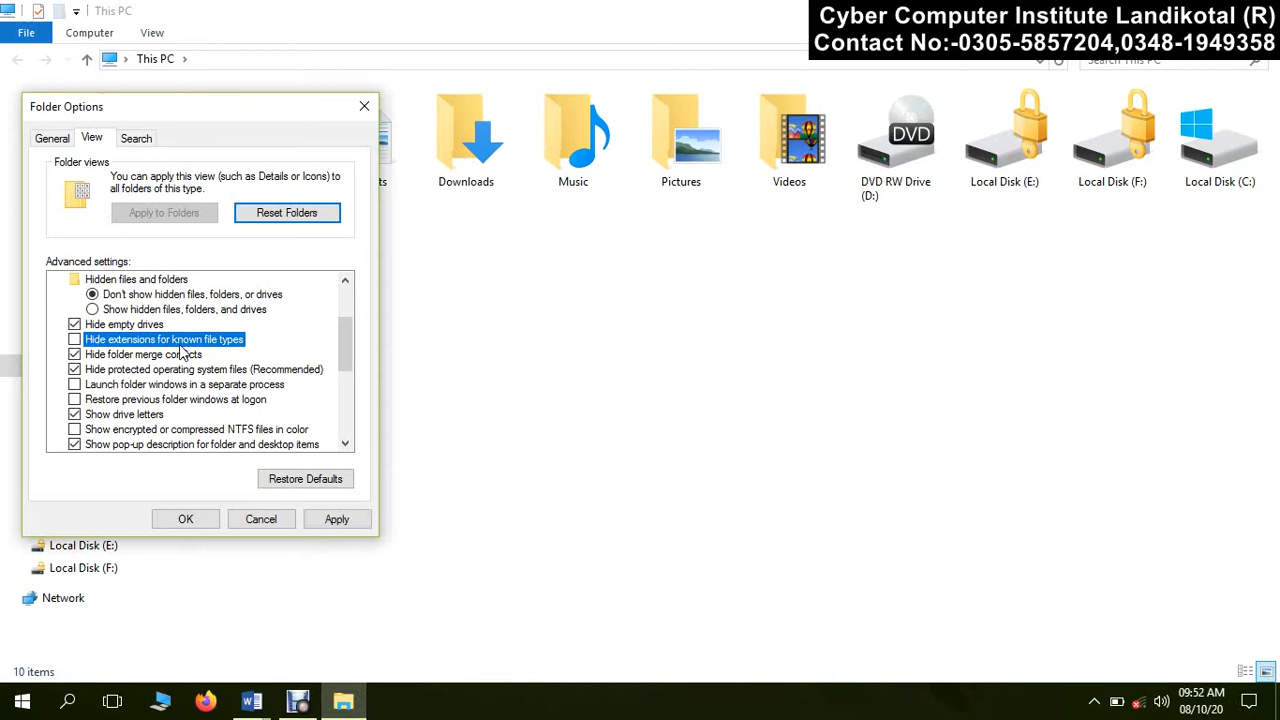 This PC
Cyber Computer Institute Landikotal (R)
Contact No:-0305-5857204,0348-1949358
File
Computer
View
This PC
Search This PC
Folder Options
General
View
Search
Folder views
You can apply this view (such as Details or Icons) to
all folders of this type.
Apply to Folders
Reset Folders
Advanced settings:
Hidden files and folders
Don't show hidden files, folders, or drives
Show hidden files, folders, and drives
Hide empty drives
Hide extensions for known file types
Hide folder merge conflicts
Hide protected operating system files (Recommended)
Launch folder windows in a separate process
Restore previous folder windows at logon
Show drive letters
Show encrypted or compressed NTFS files in color
Show pop-up description for folder and desktop items
Restore Defaults
OK
Cancel
Apply
ts
Downloads
Music
Pictures
Videos
DVD
DVD RW Drive
(D:)
Local Disk (E:)
Local Disk (F:)
Local Disk (C:)
Local Disk (E:)
Local Disk (F:)
Network
10 items
09:52 AM
08/10/20